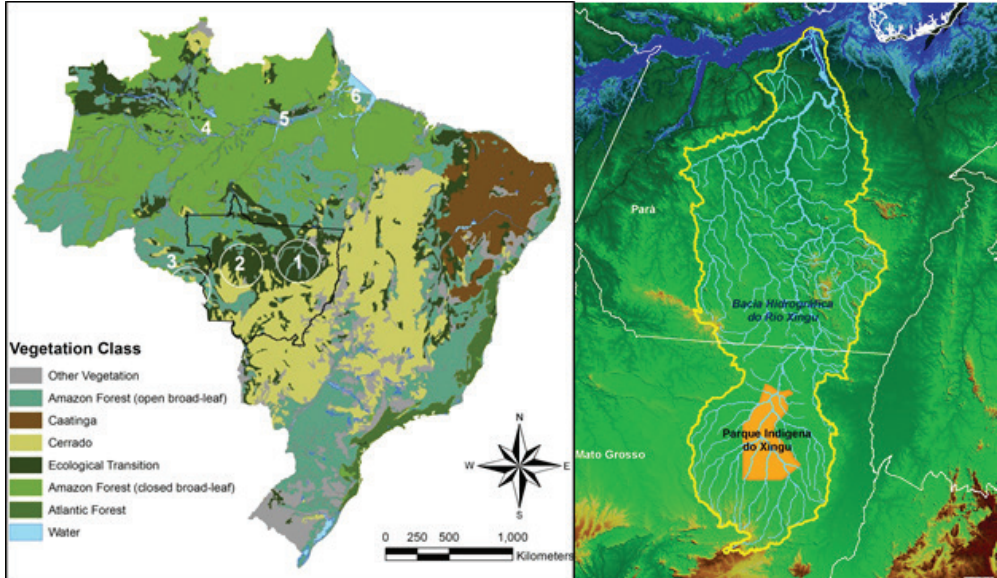 6
4
5
3
2
1
Vegetation Class
Other Vegetation
Amazon Forest (open broad-leaf)
Caatinga
Cerrado
Ecological Transition
Amazon Forest (closed broad-leaf)
Atlantic Forest
Water
N
W
E
S
0 250 500 1,000
Kilometers
Pará
Bacia Hidrográfica
do Rio Xingu
Parque Indígena
do Xingu
Mato Grosso